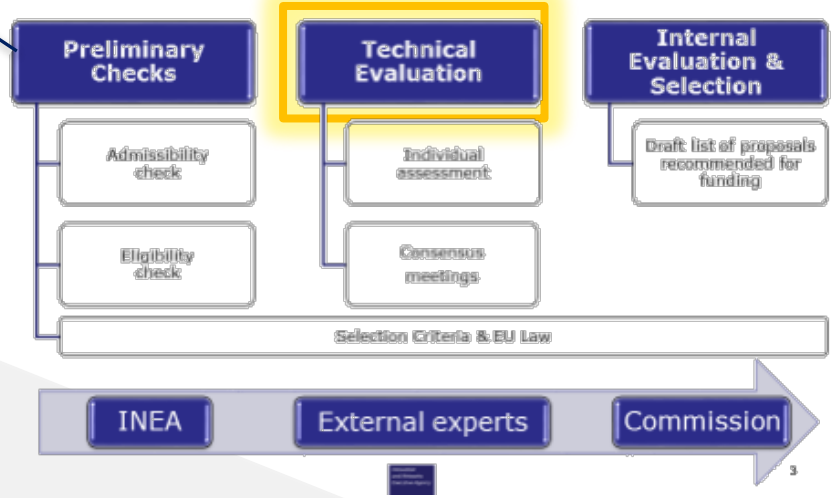 Preliminary
Checks
Technical
Evaluation
Internal
Evaluation &
Selection
Admissibility
check
Individual
assessment
Draft list of proposals
recommended for
funding
Eligibility
check
Consensus
meetings
Selection Criteria & EU Law
INEA
External experts
Commission
3